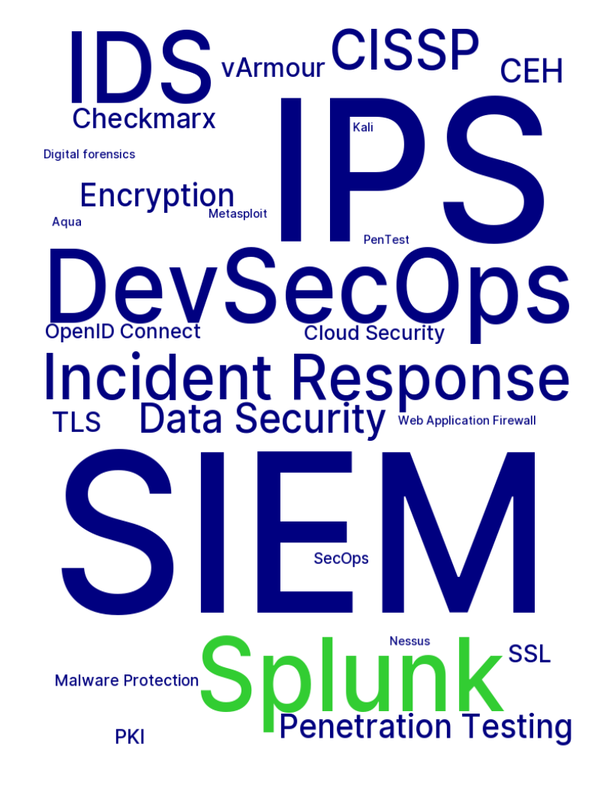 IDS
vArmour
CISSP
CEH
Checkmarx
IPS
Kali
Digital forensics
Encryption
Metasploit
Aqua
PenTest
DevSecOps
OpenID Connect
Cloud Security
Incident Response
TLS
Data Security
Web Application Firewall
SIEM
SecOps
Splunk
Nessus
SSL
Malware Protection
Penetration Testing
PKI